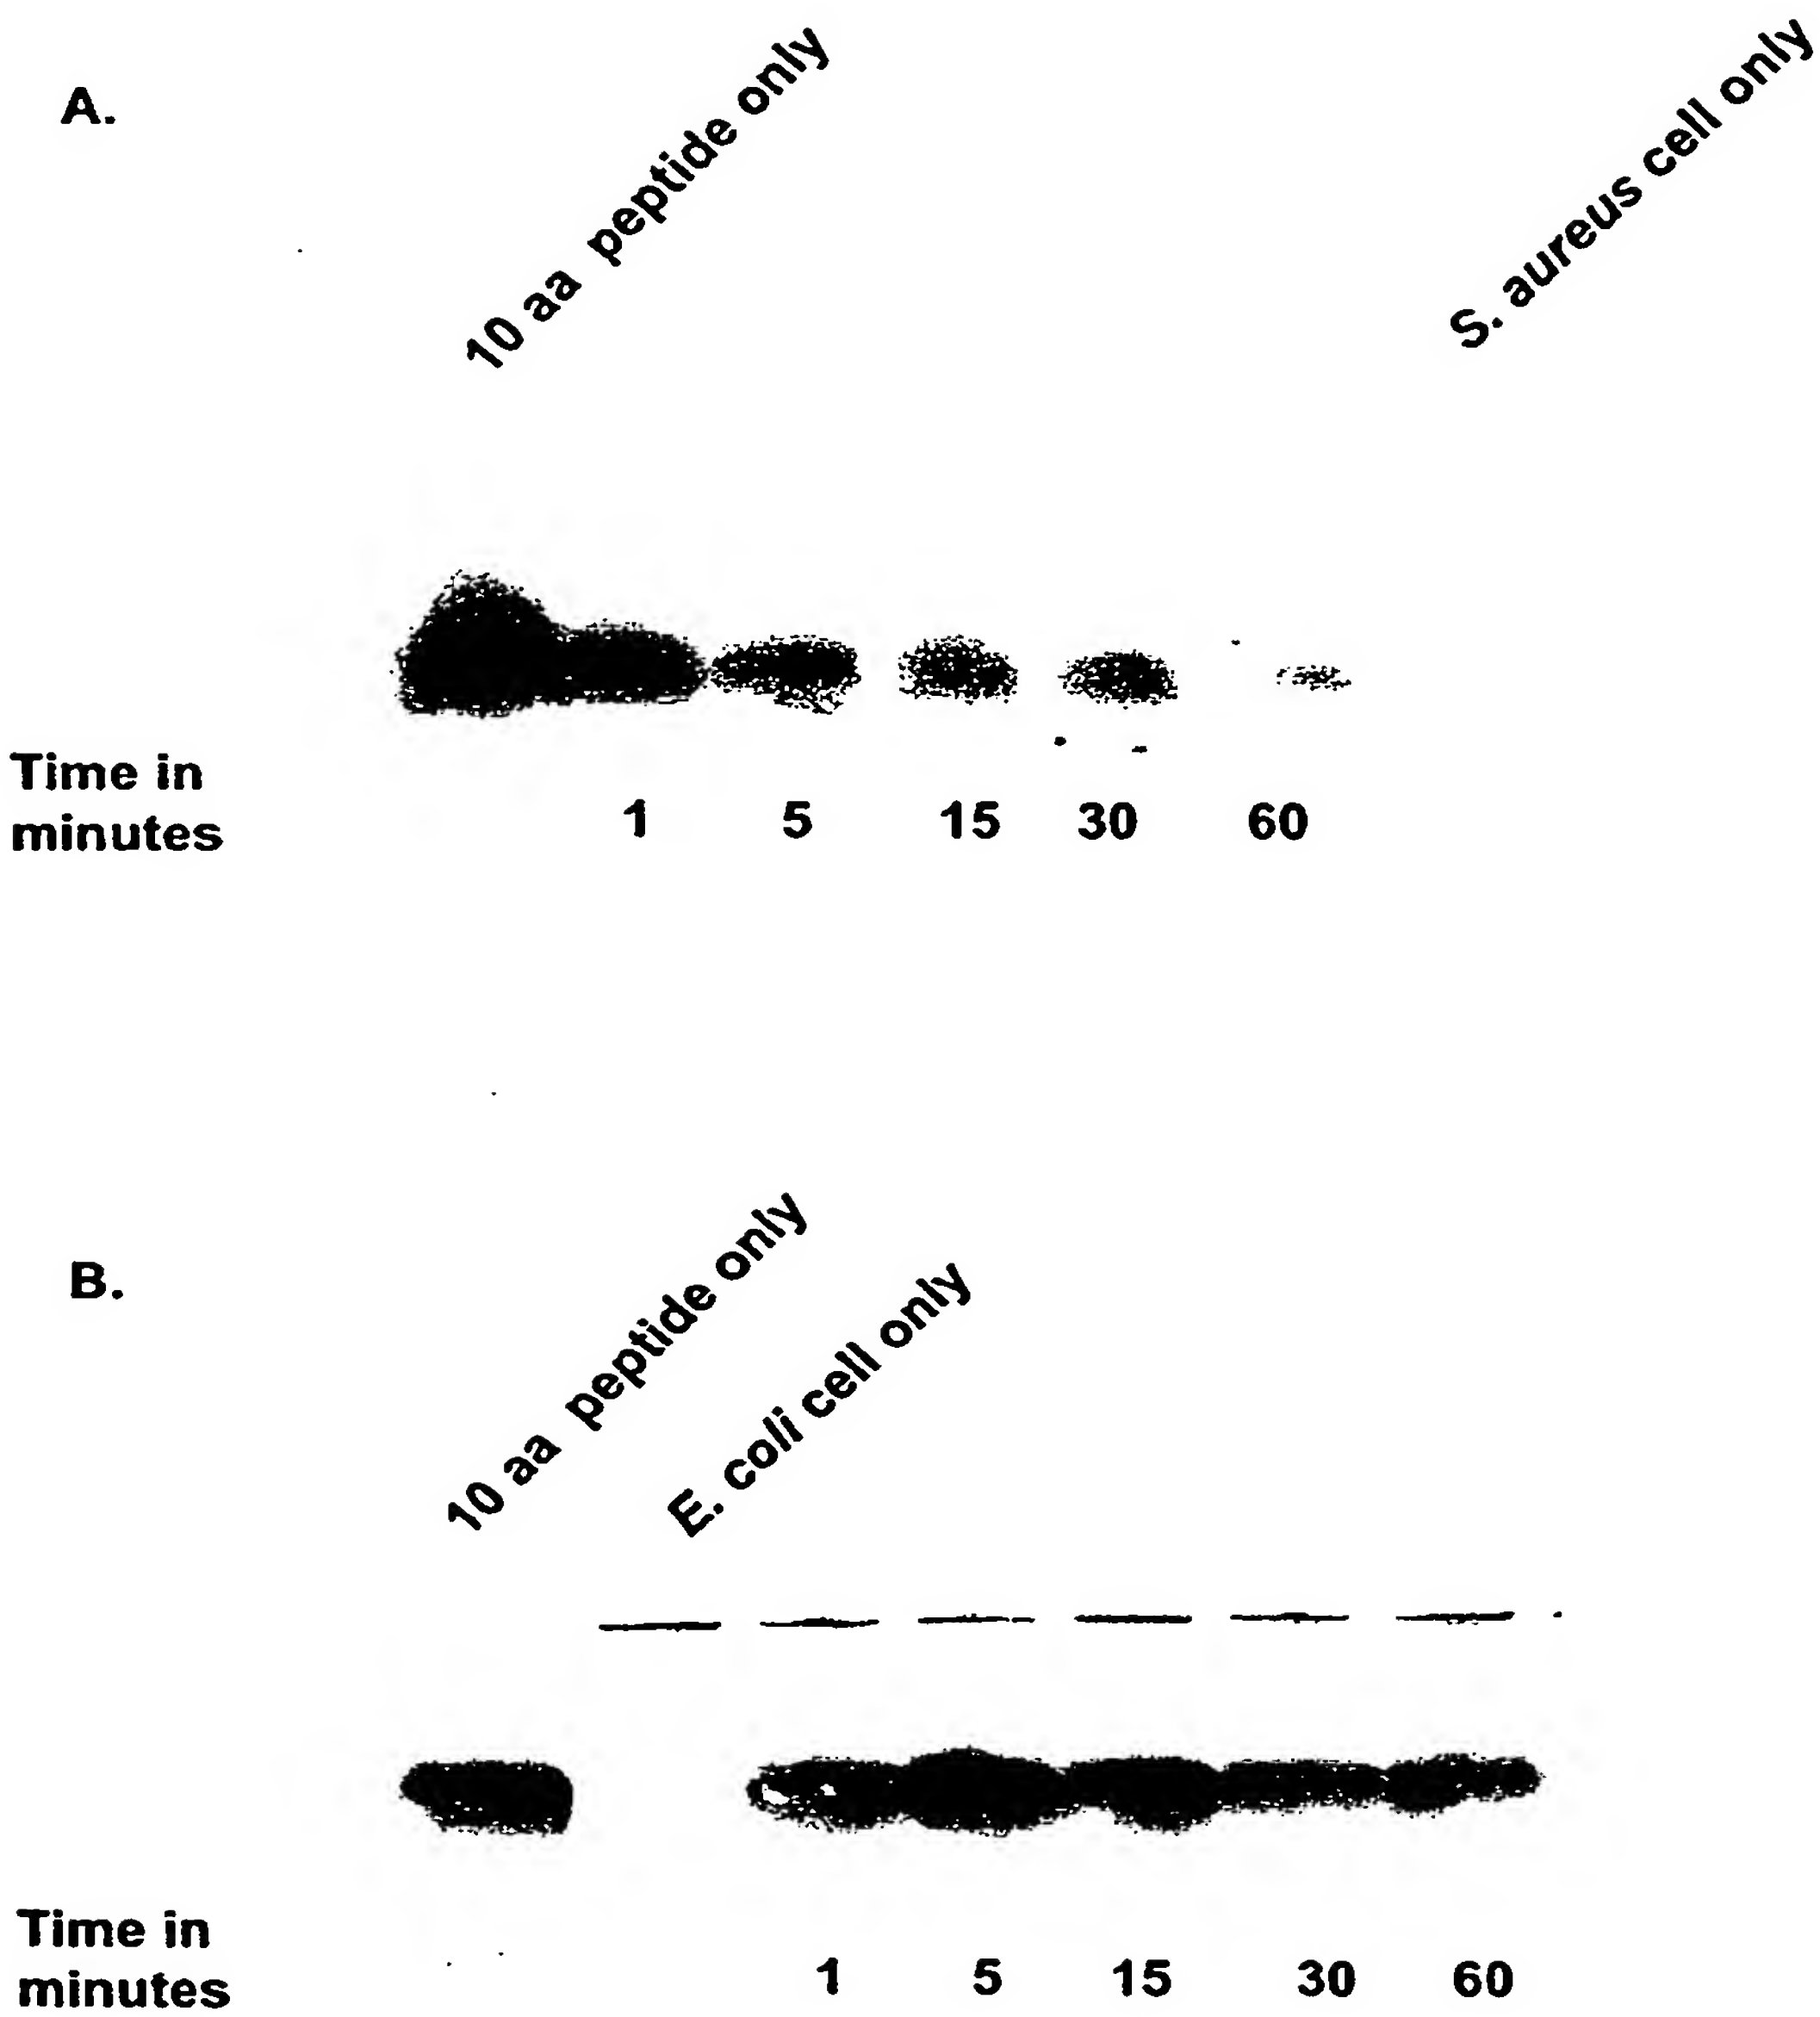 A.
10 aa peptide only
S. aureus cell only
Time in
minutes
1 5 15 30 60
B.
10 aa peptide only
E. coli cell only
Time in
minutes
1 5 15 30 60